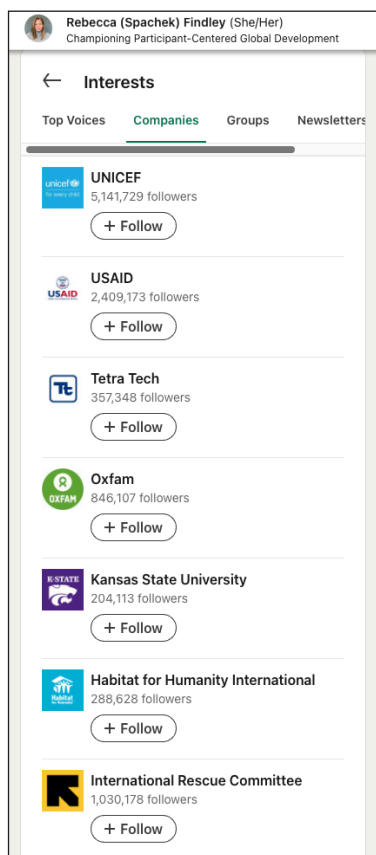 Rebecca (Spachek) Findley (She/Her)
Championing Participant-Centered Global Development
Interests
Top Voices Companies Groups Newsletters
unicef
for every child
UNICEF
5,141,729 followers
+ Follow
USAID
USAID
2,409,173 followers
+ Follow
Tt
Tetra Tech
357,348 followers
+ Follow
OXFAM
Oxfam
846,107 followers
+ Follow
K-STATE
Kansas State University
204,113 followers
+ Follow
Habitat
for Humanity
Habitat for Humanity International
288,628 followers
+ Follow
International Rescue Committee
1,030,178 followers
+ Follow